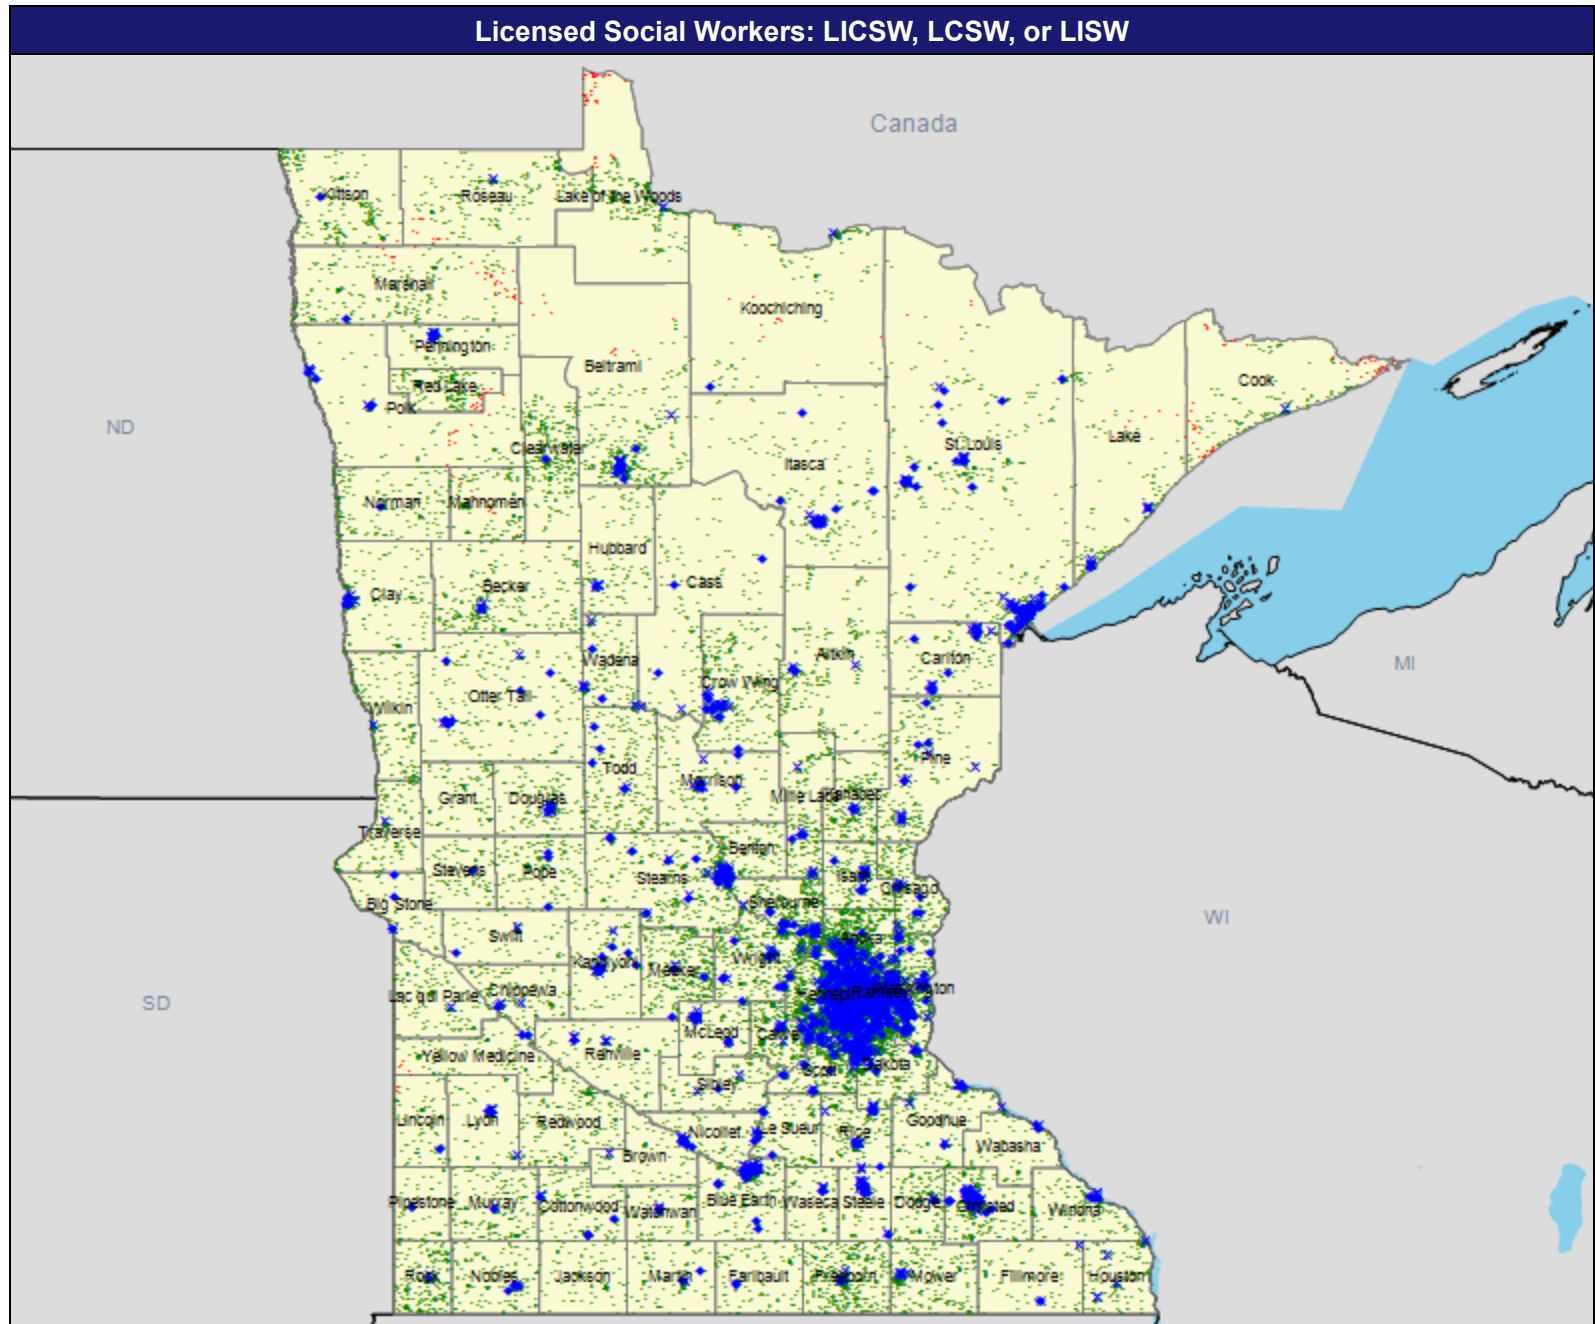 Licensed Social Workers: LICSW, LCSW, or LISW
Canada
Kittson
Roseau
Lake of the Woods
Marshall
Koochiching
Pennington
Beltrami
Red Lake
Cook
Polk
ND
Clearwater
St. Louis
Lake
Itasca
Norman
Mahnomen
Hubbard
Cass
Becker
Clay
Aitkin
Carlton
MI
Wadena
Crow Wing
Otter Tail
Wilkin
Pine
Todd
Morrison
Mille Lacs
Kanabec
Grant
Douglas
Traverse
Benton
Stevens
Pope
Stearns
Isanti
Chisago
Big Stone
Sherburne
WI
Swift
Anoka
Kandiyohi
Meeker
Wright
Hennepin
Ramsey
Washington
Lac qui Parle
Chippewa
SD
McLeod
Carver
Yellow Medicine
Renville
Scott
Dakota
Sibley
Lincoln
Lyon
Redwood
Nicollet
Le Sueur
Rice
Goodhue
Wabasha
Brown
Pipestone
Murray
Cottonwood
Watonwan
Blue Earth
Waseca
Steele
Dodge
Olmsted
Winona
Rock
Nobles
Jackson
Martin
Faribault
Freeborn
Mower
Fillmore
Houston